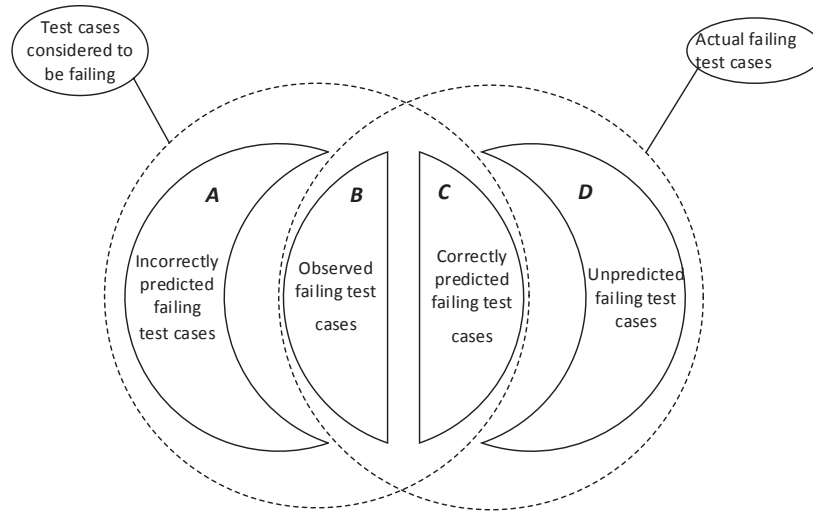 Test cases
considered to
be failing
Actual failing
test cases
A
Incorrectly
predicted
failing
test cases
B
Observed
failing test
cases
C
Correctly
predicted
failing test
cases
D
Unpredicted
failing test
cases